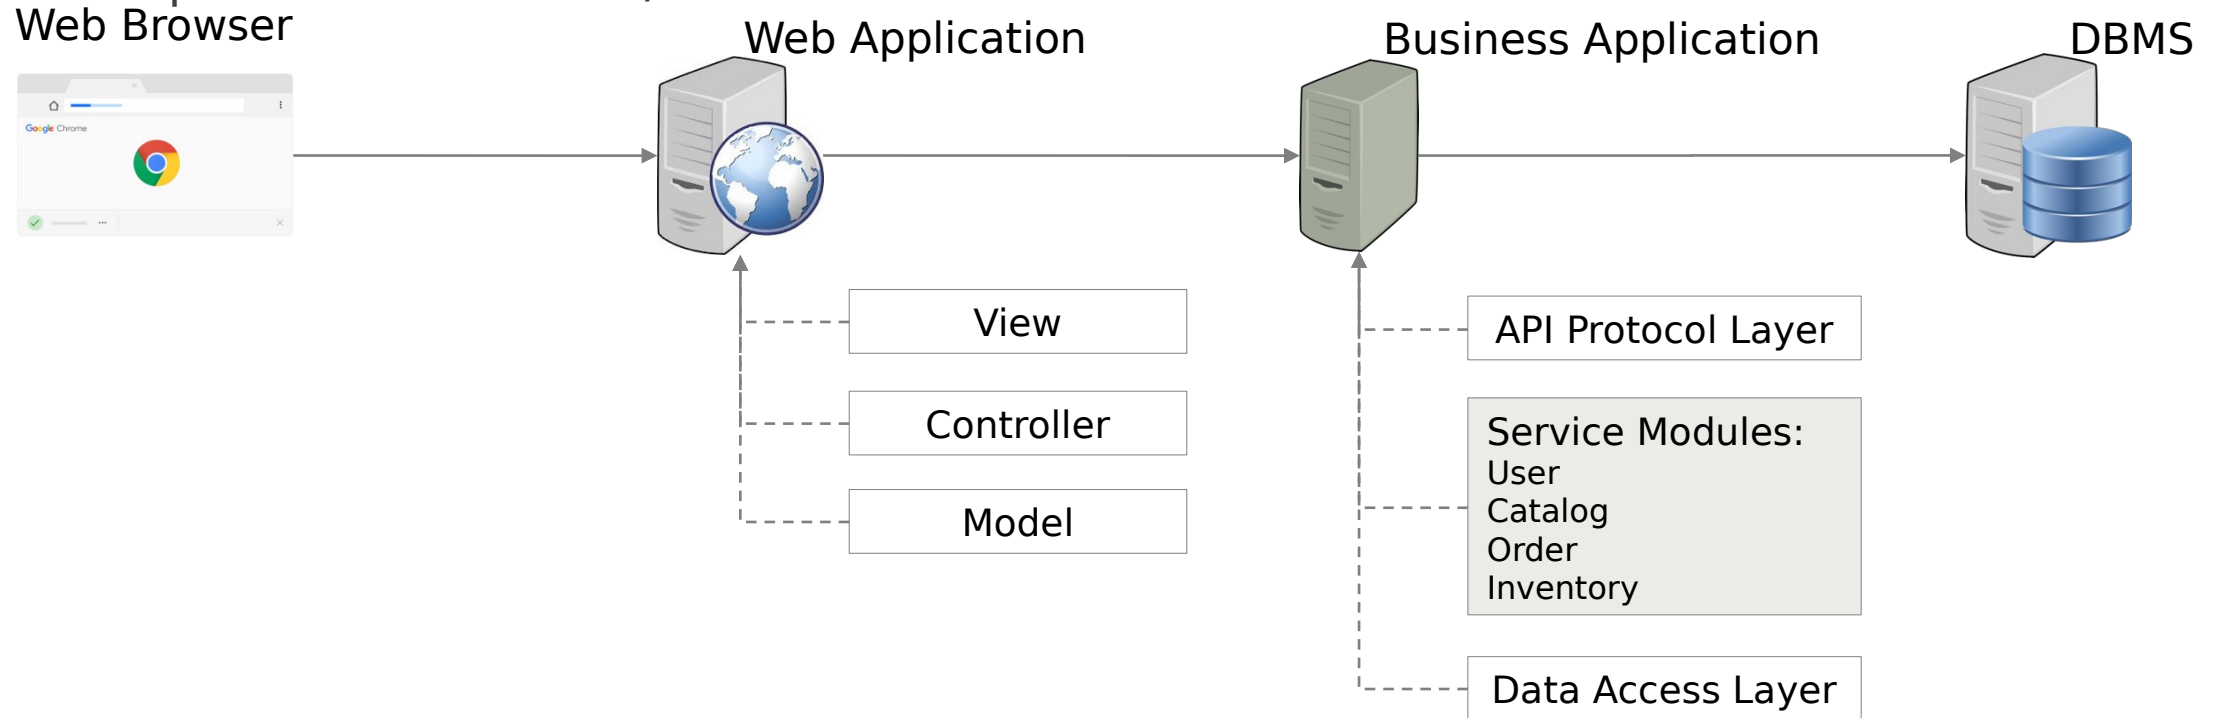 Web Browser
Web Application
Business Application
DBMS
Google Chrome
View
Controller
Model
API Protocol Layer
Service Modules:
User
Catalog
Order
Inventory
Data Access Layer